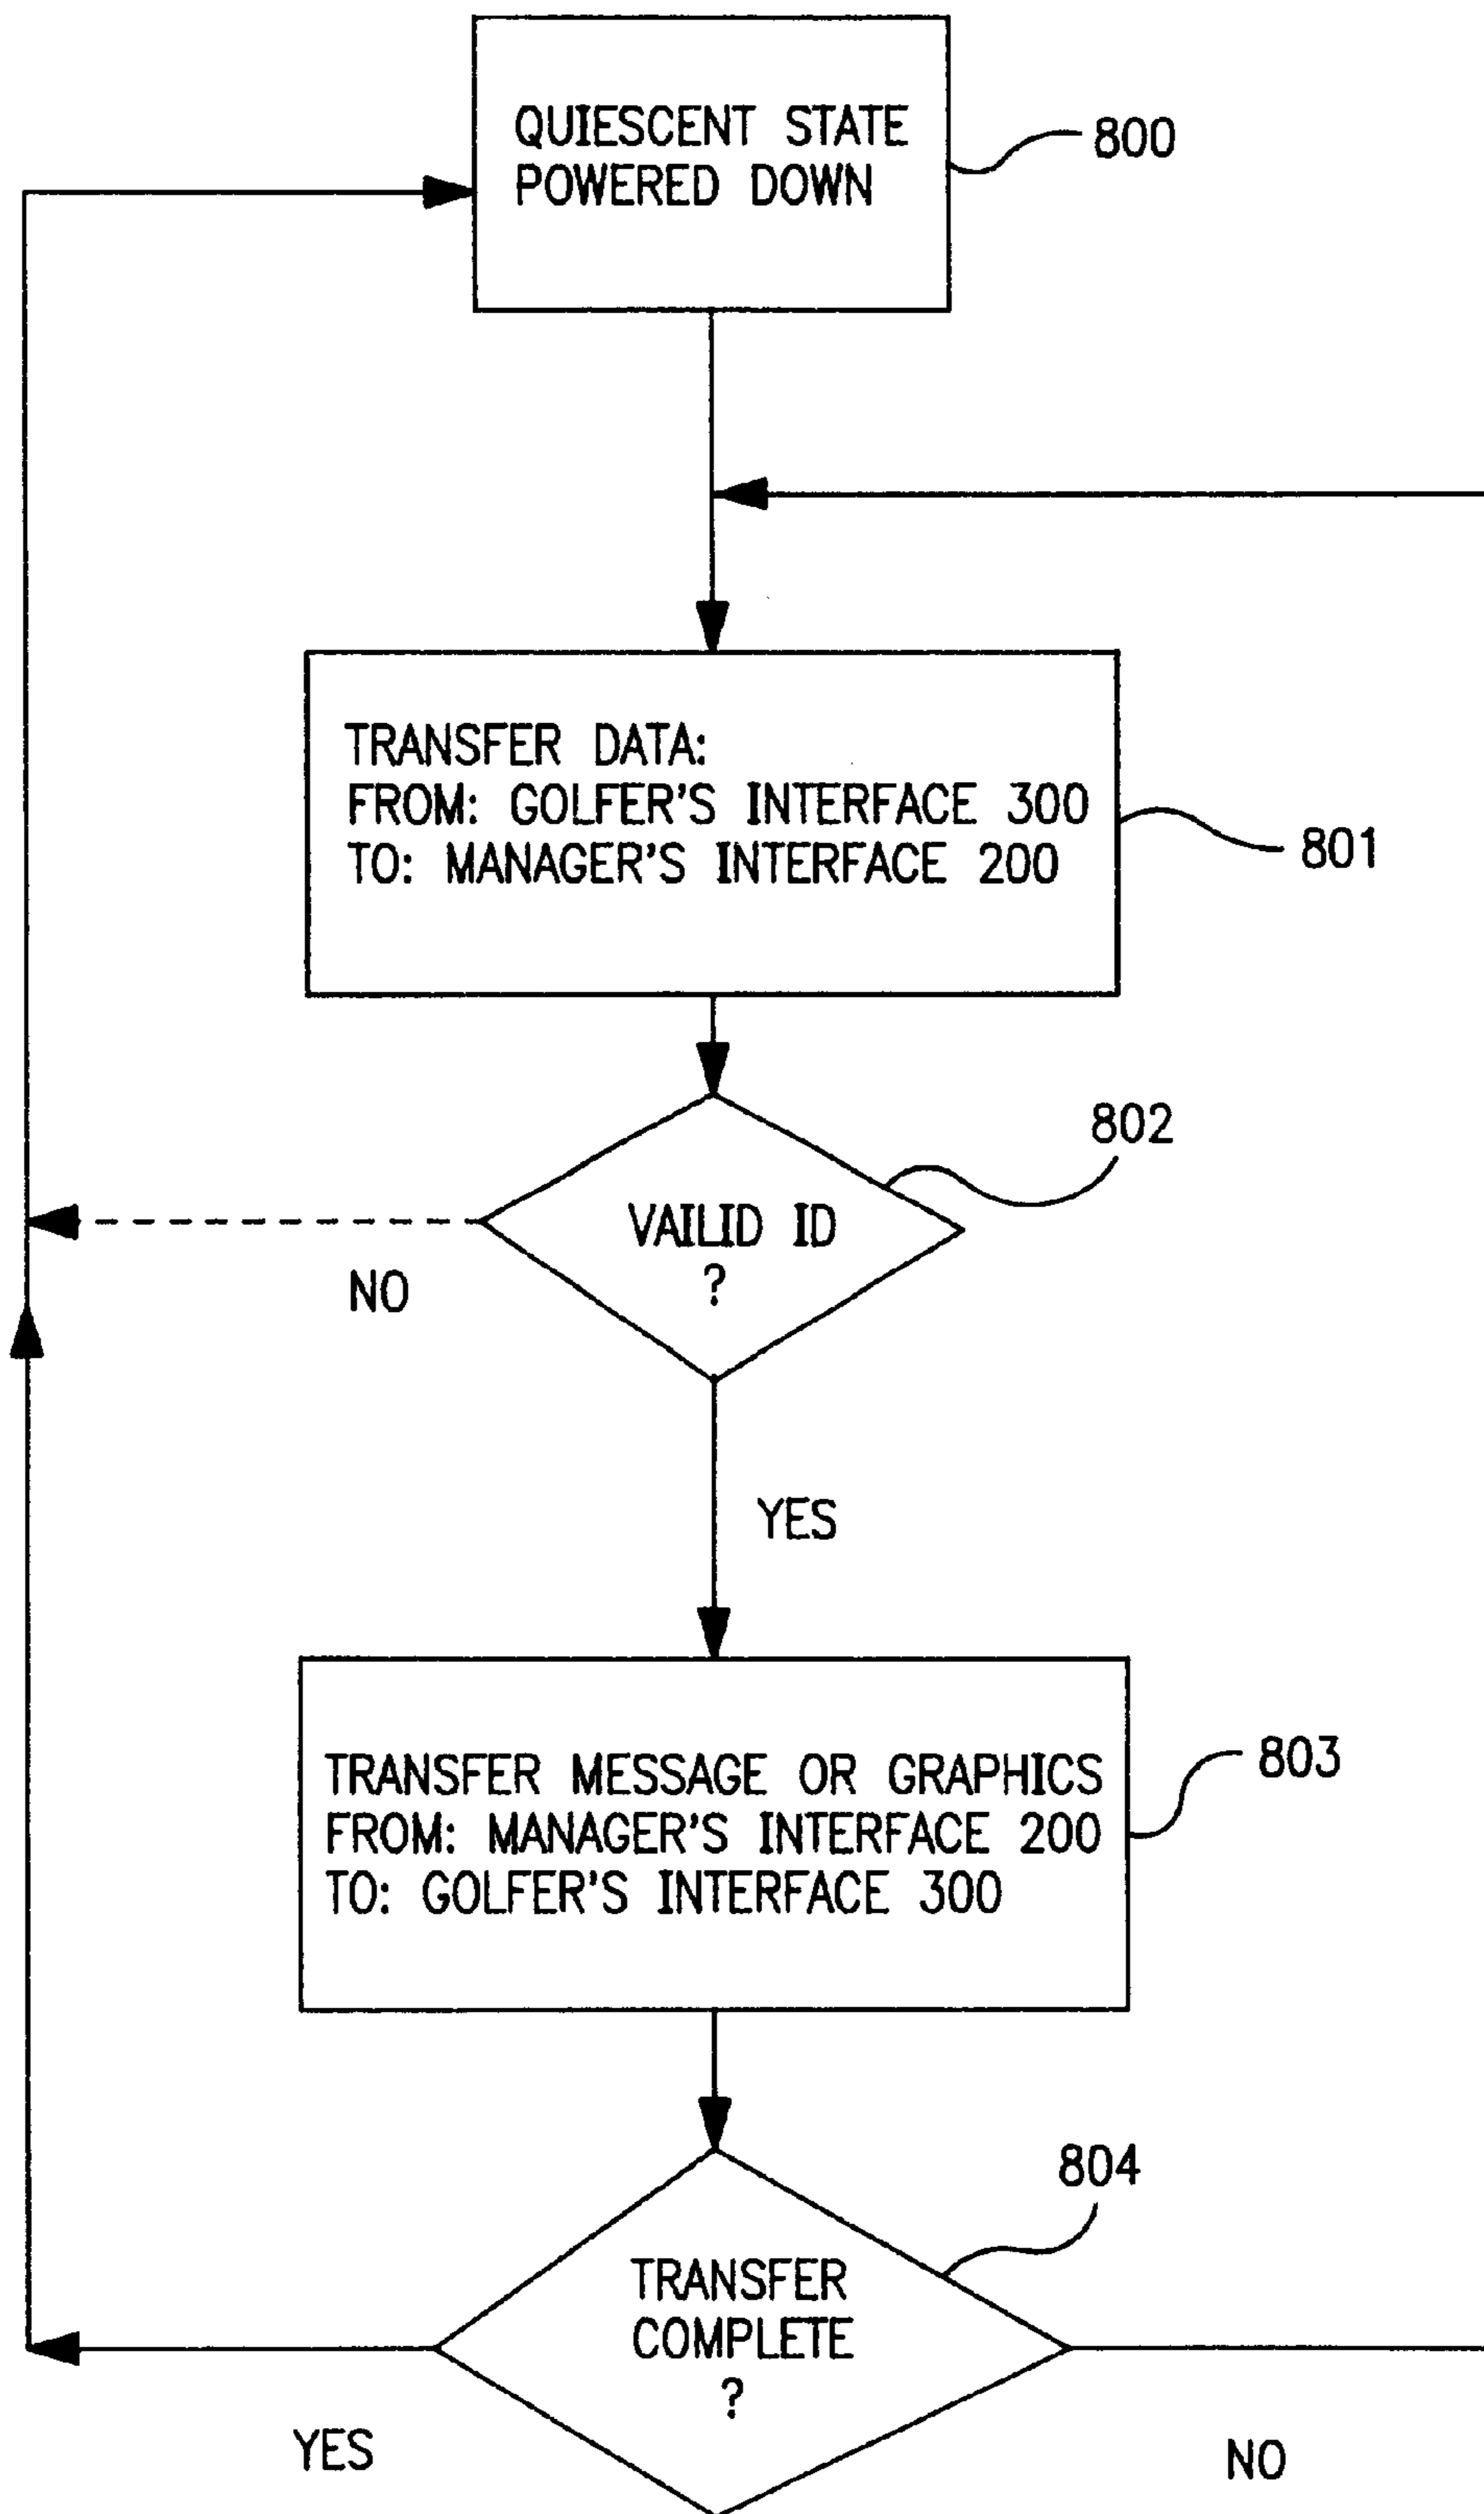 QUIESCENT STATE
POWERED DOWN
800
TRANSFER DATA:
FROM: GOLFER'S INTERFACE 300
TO: MANAGER'S INTERFACE 200
801
802
VAILID ID
?
NO
YES
TRANSFER MESSAGE OR GRAPHICS
FROM: MANAGER'S INTERFACE 200
TO: GOLFER'S INTERFACE 300
803
804
TRANSFER
COMPLETE
?
YES
NO